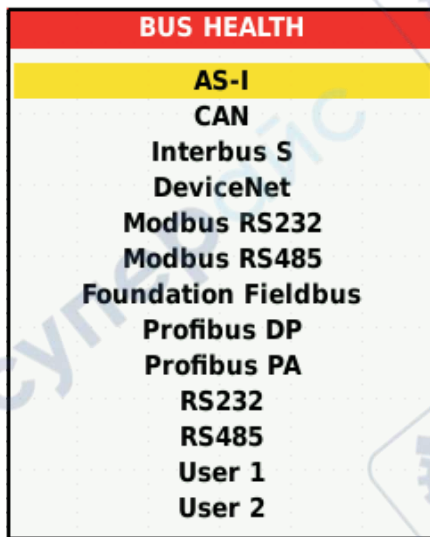 BUS HEALTH
AS-I
CAN
Interbus S
DeviceNet
Modbus RS232
Modbus RS485
Foundation Fieldbus
Profibus DP
Profibus PA
RS232
RS485
User 1
User 2
суперайс